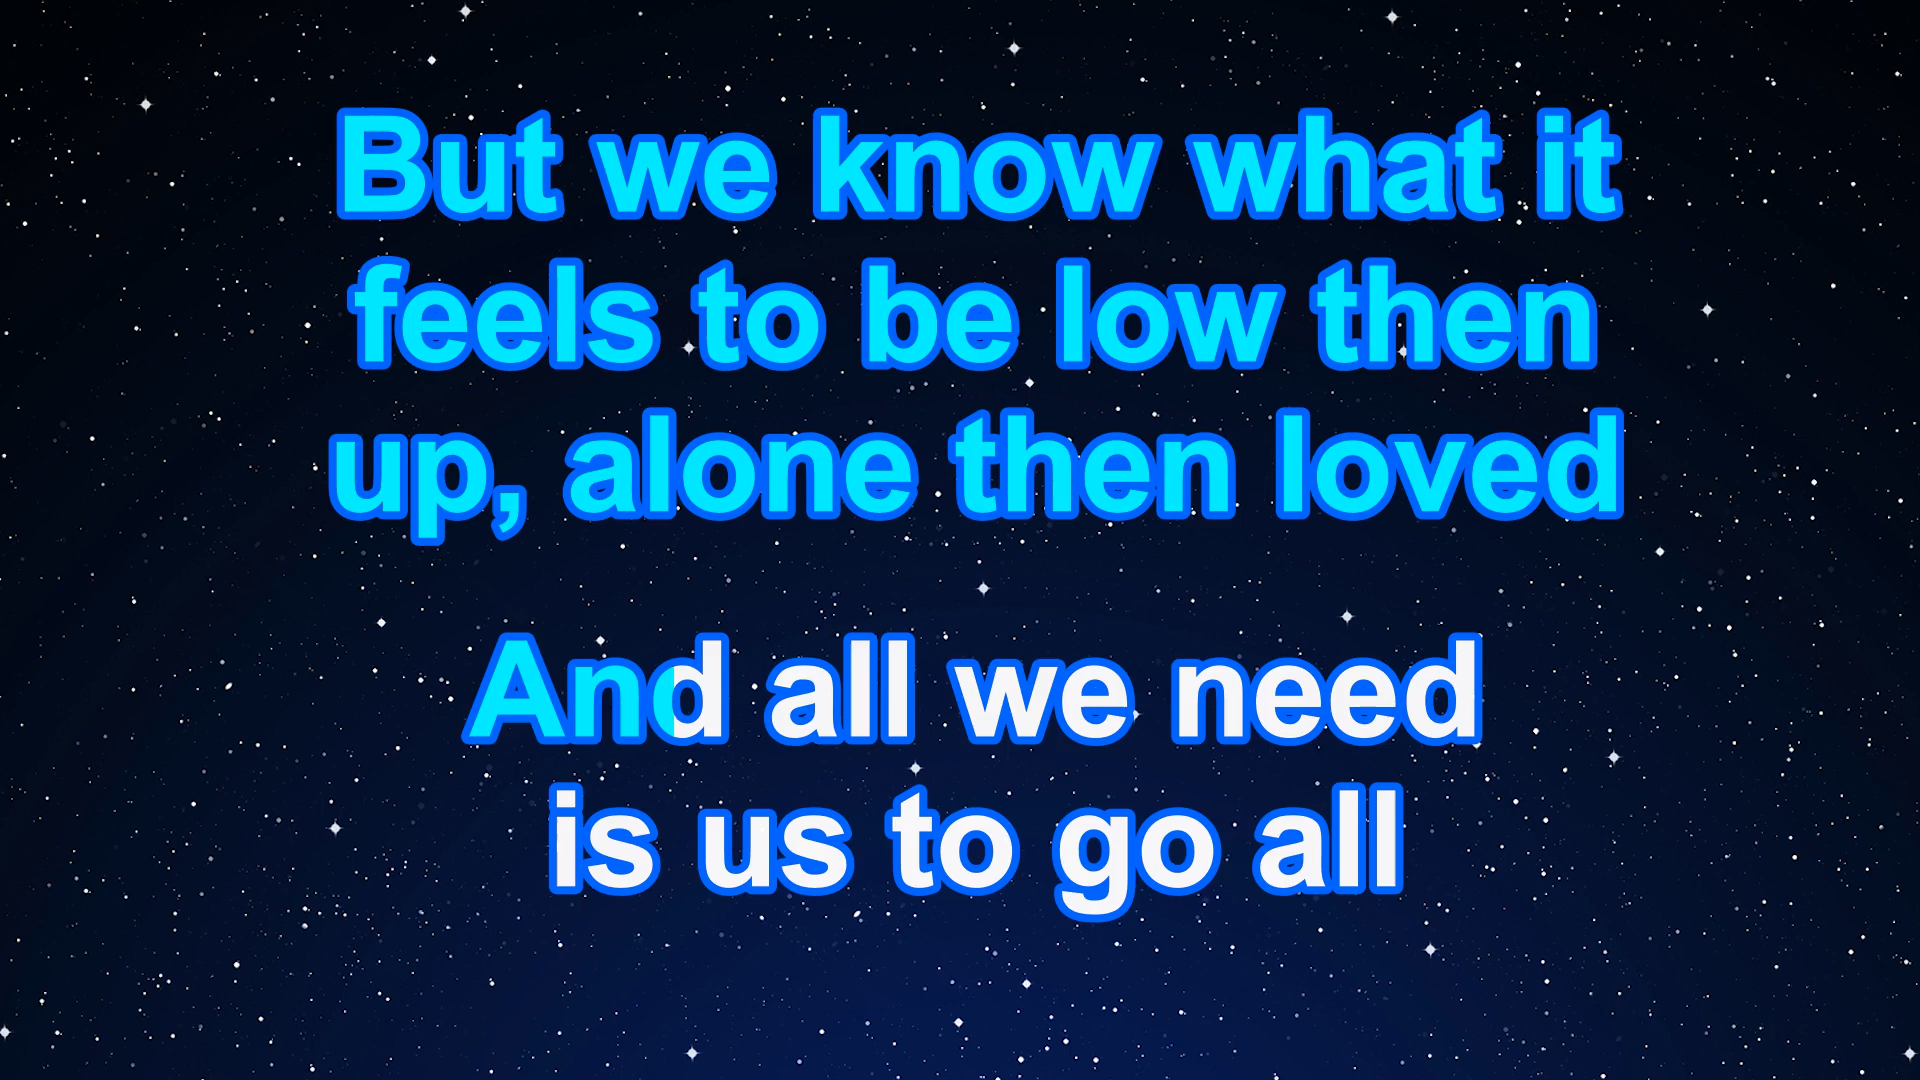 But we know what it
feels to be low then
up, alone then loved
And all we need
is us to go all